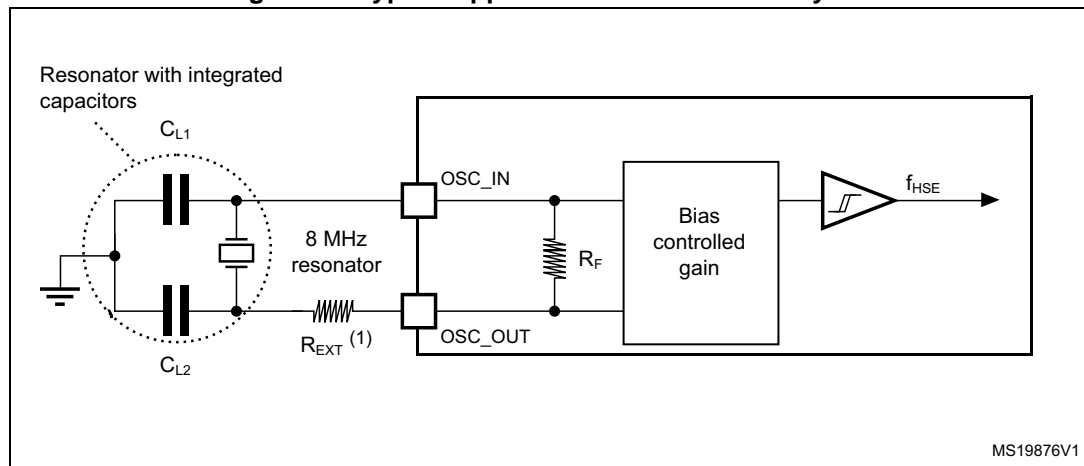 Resonator with integrated
capacitors
CL1
OSC_IN
fHSE
8 MHz
resonator
RF
Bias
controlled
gain
REXT (1)
OSC_OUT
CL2
MS19876V1